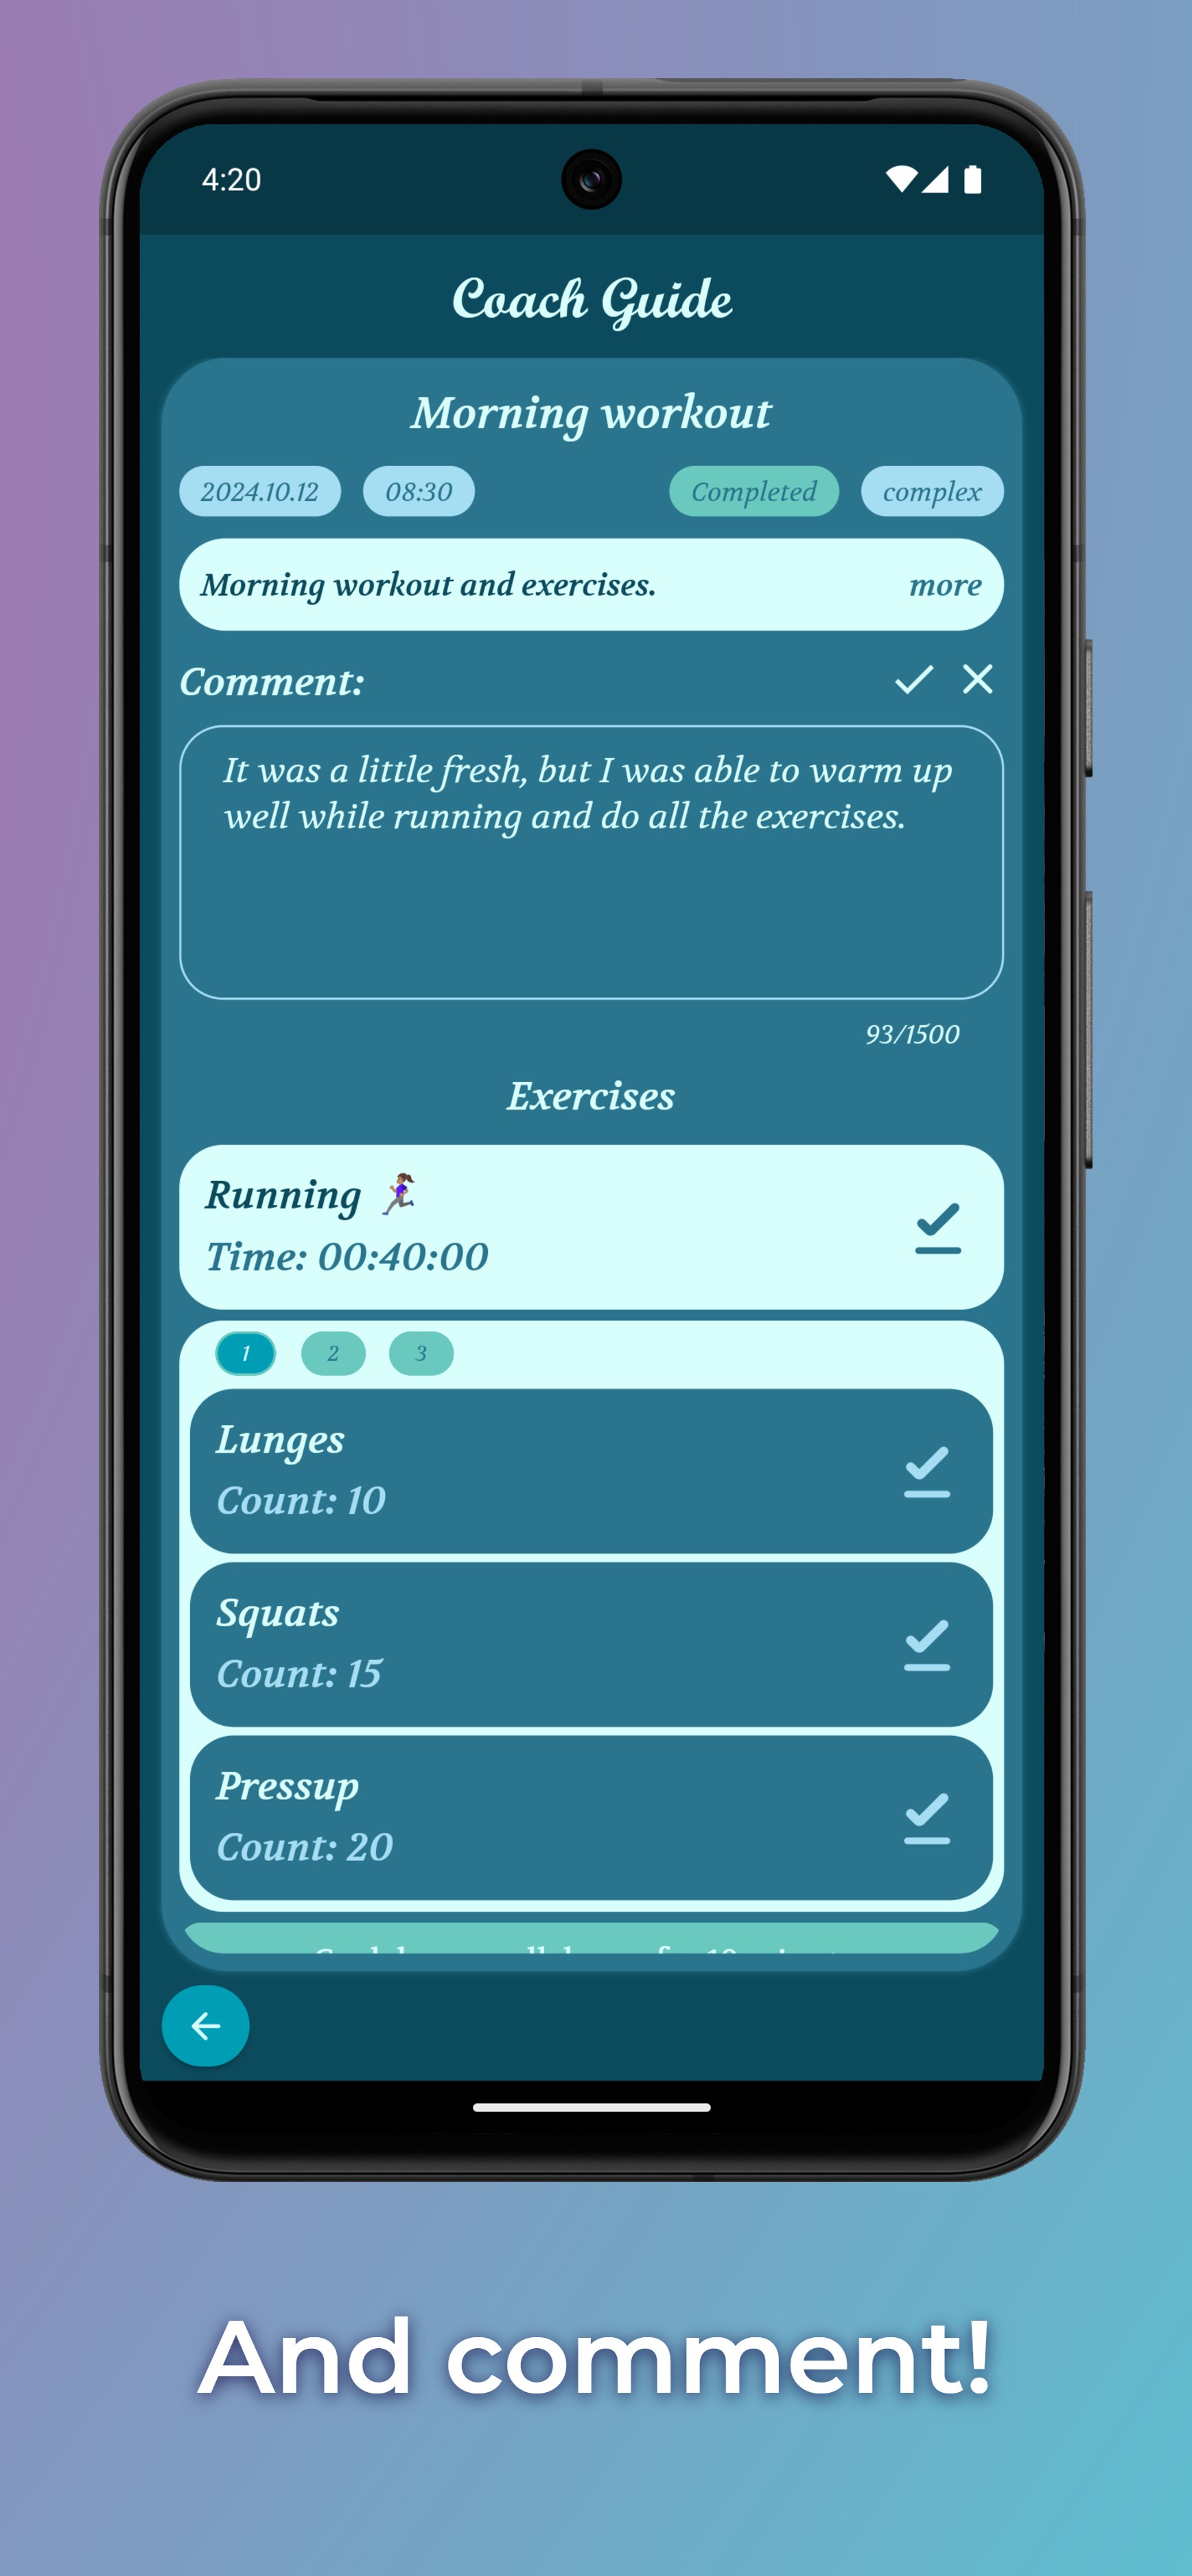 4:20
Coach Guide
Morning workout
2024.10.12 08:30 Completed complex
Morning workout and exercises. more
Comment:
It was a little fresh, but I was able to warm up
well while running and do all the exercises.
93/1500
Exercises
Running
Time: 00:40:00
1 2 3
Lunges
Count: 10
Squats
Count: 15
Pressup
Count: 20
And comment!